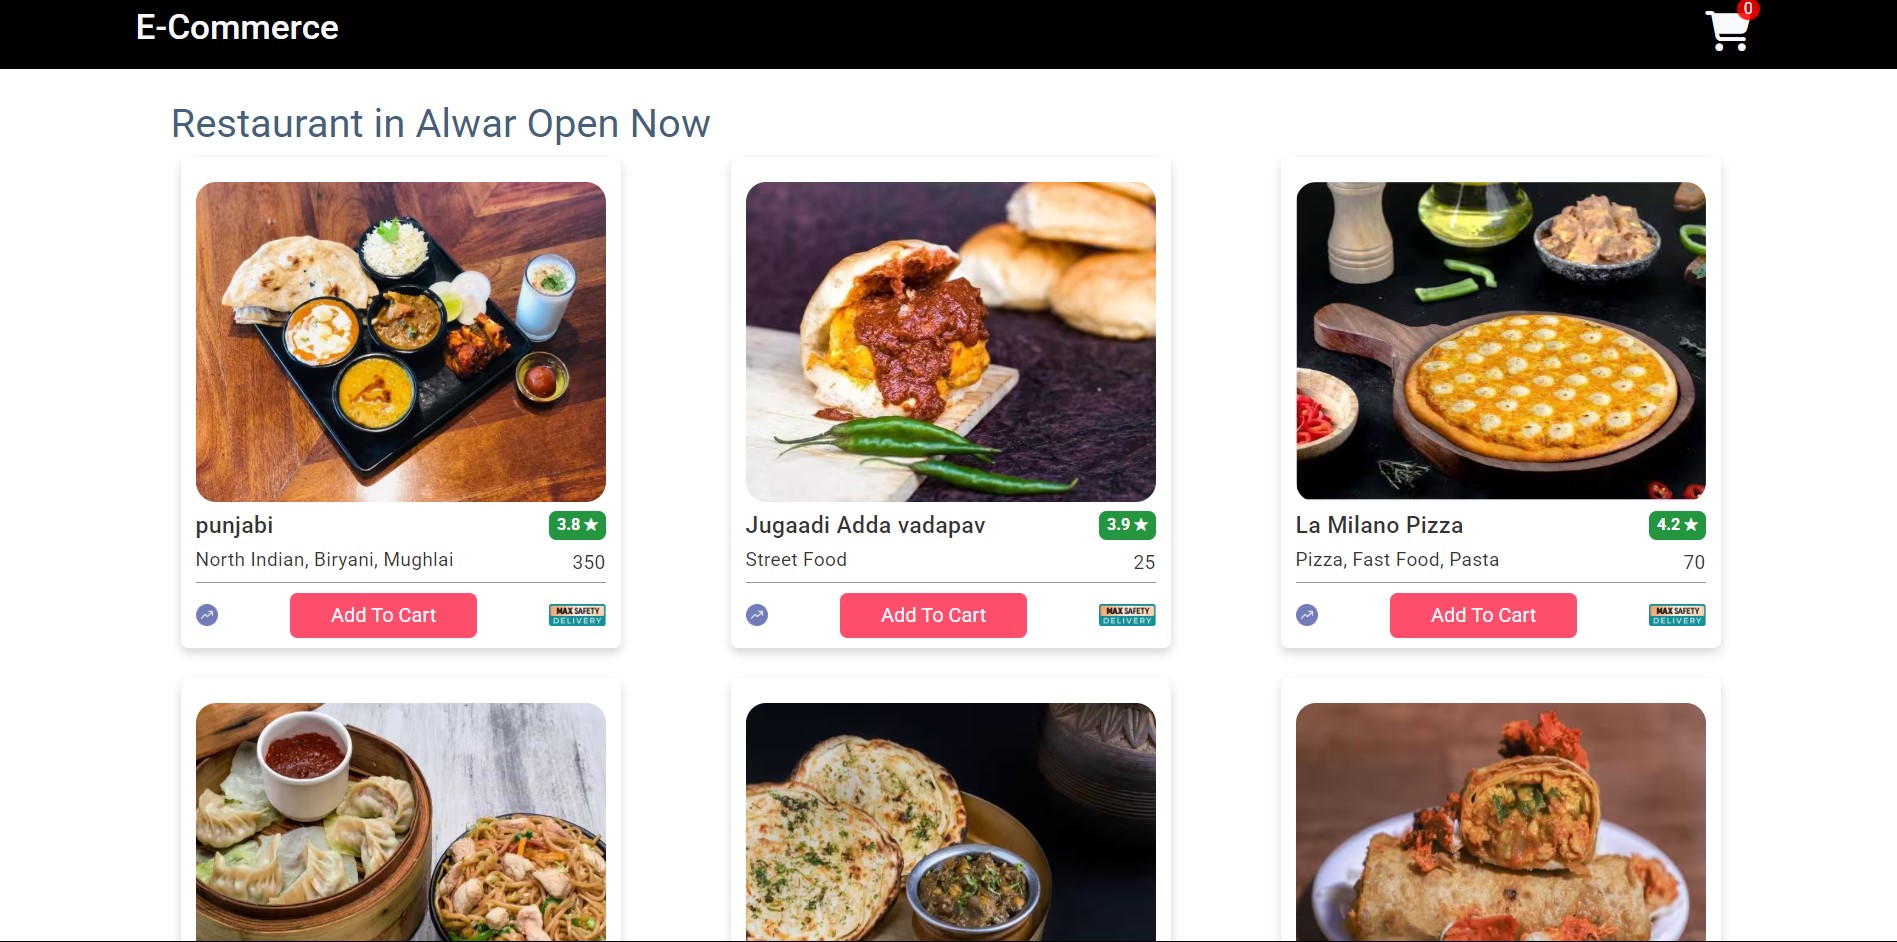 E-Commerce
0
Restaurant in Alwar Open Now
punjabi
3.8 ★
North Indian, Biryani, Mughlai
350
Add To Cart
MAX SAFETY
DELIVERY
Jugaadi Adda vadapav
3.9 ★
Street Food
25
Add To Cart
MAX SAFETY
DELIVERY
La Milano Pizza
4.2 ★
Pizza, Fast Food, Pasta
70
Add To Cart
MAX SAFETY
DELIVERY